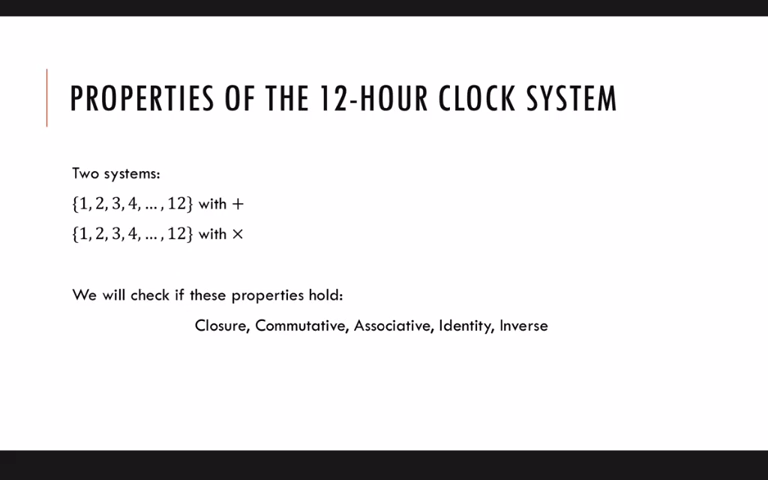 PROPERTIES OF THE 12-HOUR CLOCK SYSTEM
Two systems:
{1, 2, 3, 4, … , 12} with +
{1, 2, 3, 4, … , 12} with ×
We will check if these properties hold:
Closure, Commutative, Associative, Identity, Inverse